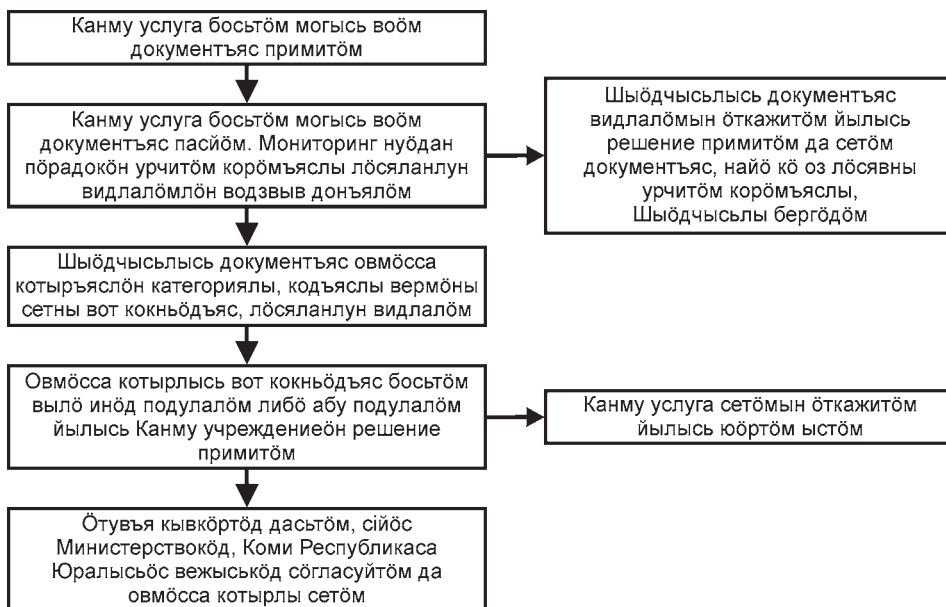 Канму услуга босьтӧм могысь воӧм
документъяс примитӧм
Канму услуга босьтӧм могысь воӧм
документъяс пасйӧм. Мониторинг нуӧдан
пӧрадокӧн урчитӧм корӧмъяслы лӧсяланлун
видлалӧмлӧн водзвыв донъялӧм
Шыӧдчысьлысь документъяс
видлалӧмын ӧткажитӧм йылысь
решение примитӧм да сетӧм
документъяс, найӧ кӧ оз лӧсявны
урчитӧм корӧмъяслы,
Шыӧдчысьлы бергӧдӧм
Шыӧдчысьлысь документъяс овмӧсса
котыръяслӧн категориялы, кодъяслы вермӧны
сетны вот кокньӧдъяс, лӧсяланлун видлалӧм
Овмӧсса котырлысь вот кокньӧдъяс босьтӧм
вылӧ инӧд подулалӧм либӧ абу подулалӧм
йылысь Канму учреждениеӧн решение
примитӧм
Канму услуга сетӧмын ӧткажитӧм
йылысь юӧртӧм ыстӧм
Ӧтувъя кывкӧртӧд дасьтӧм, сійӧс
Министерствокӧд, Коми Республикаса
Юралысьӧс вежыськӧд сӧгласуйтӧм да
овмӧсса котырлы сетӧм